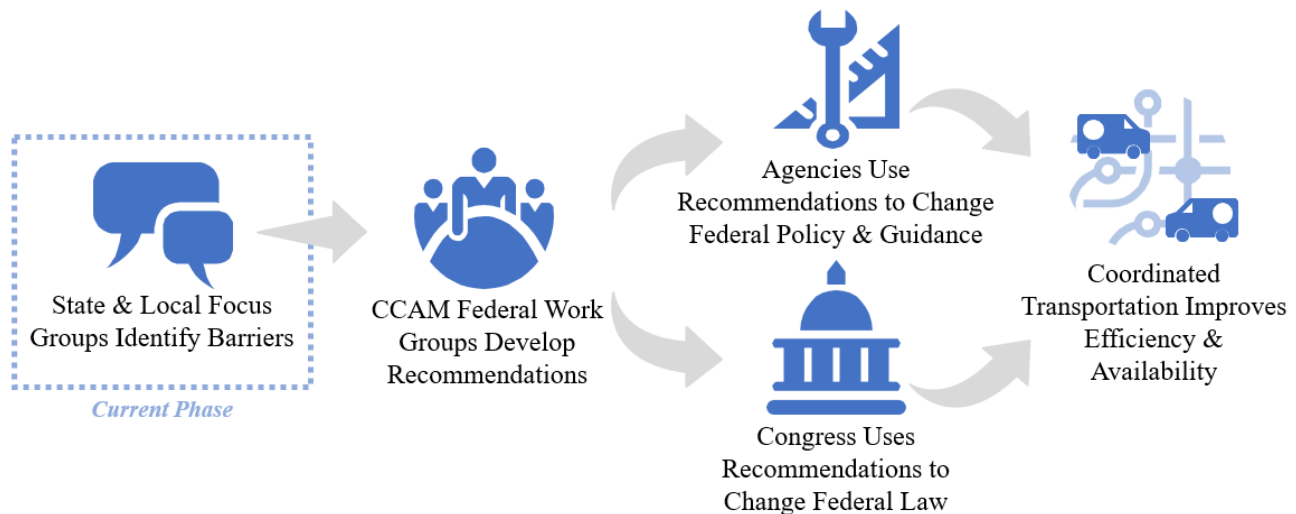 State & Local Focus
Groups Identify Barriers
Current Phase
CCAM Federal Work
Groups Develop
Recommendations
Agencies Use
Recommendations to Change
Federal Policy & Guidance
Congress Uses
Recommendations to
Change Federal Law
Coordinated
Transportation Improves
Efficiency &
Availability